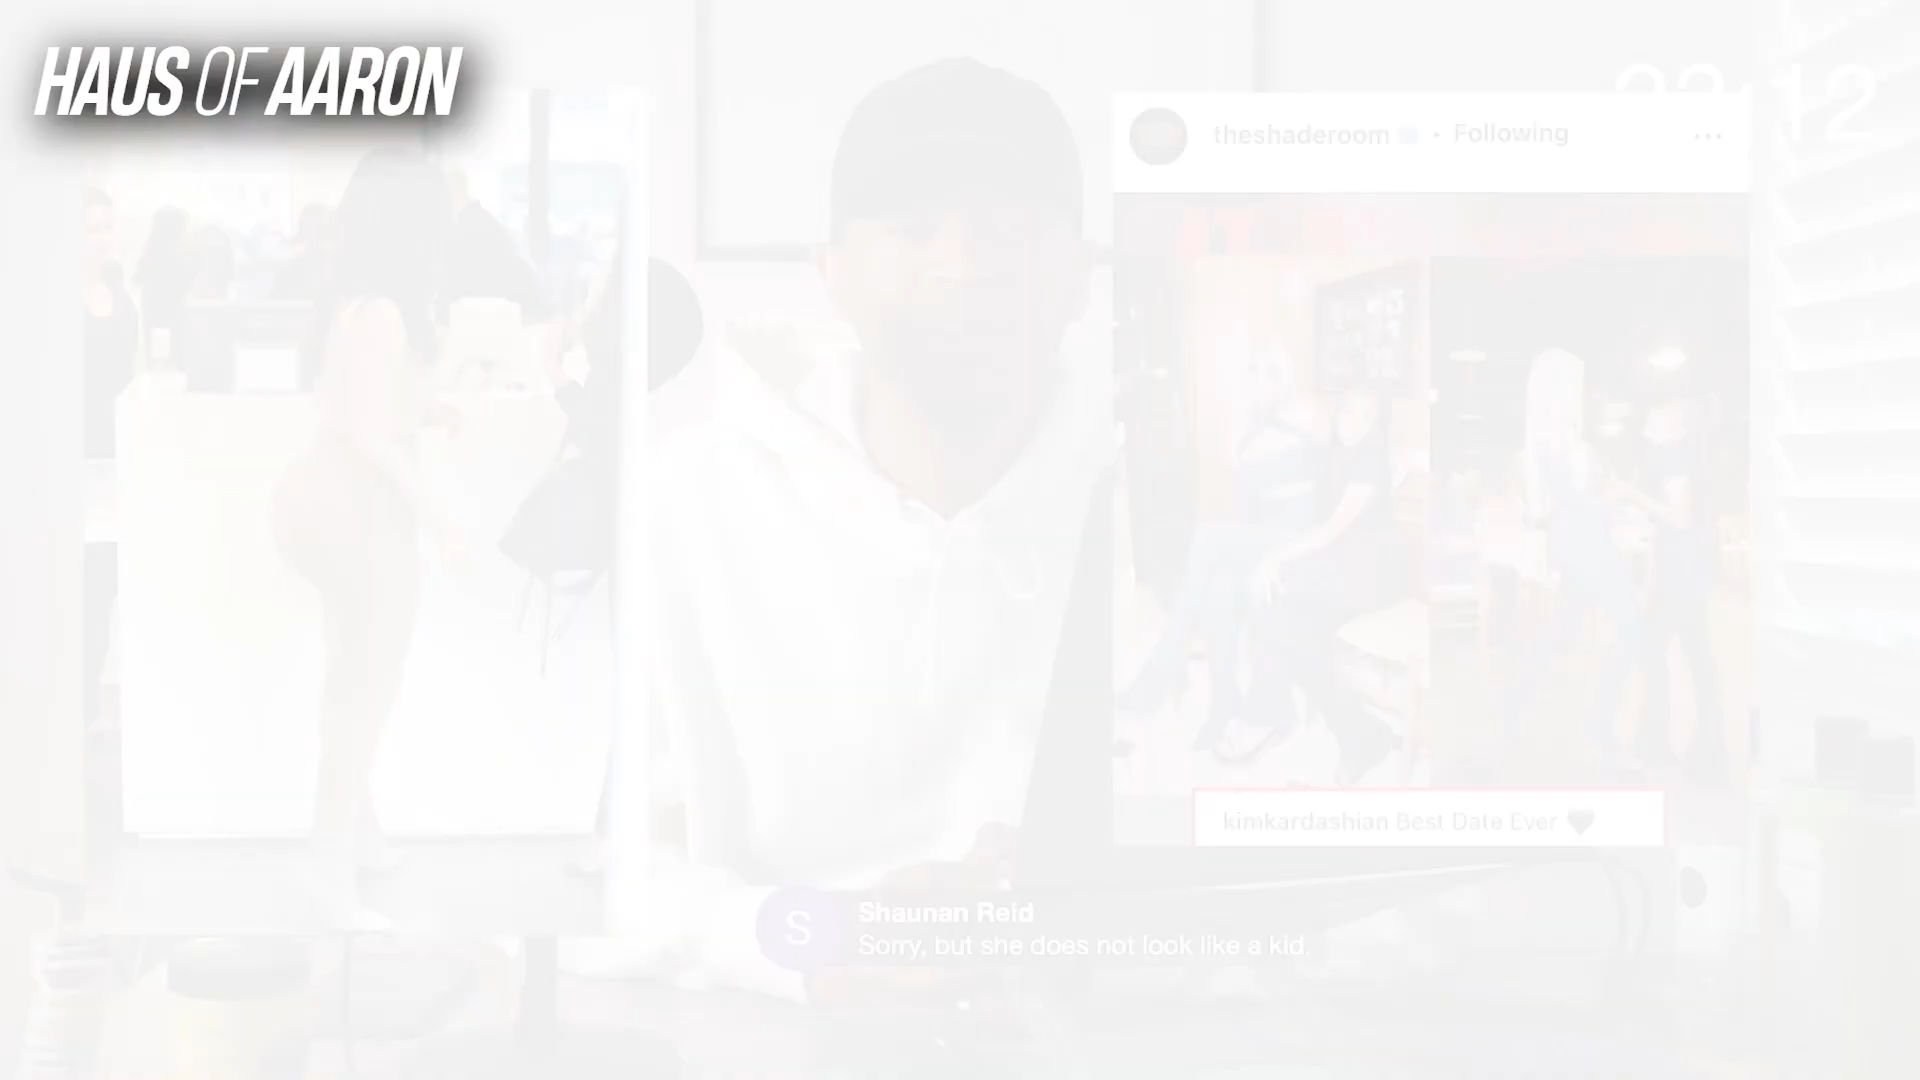 HAUS OF AARON
theshaderoom • Following
kimkardashian Best Date Ever 🖤
S
Shaunan Reid
Sorry, but she does not look like a kid.